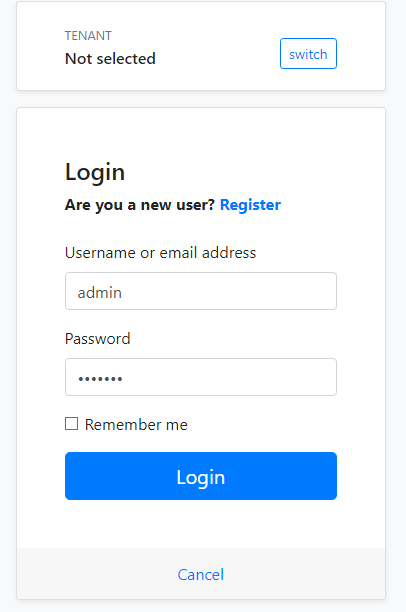 TENANT
Not selected
switch
Login
Are you a new user? Register
Username or email address
admin
Password
•••••••
Remember me
Login
Cancel